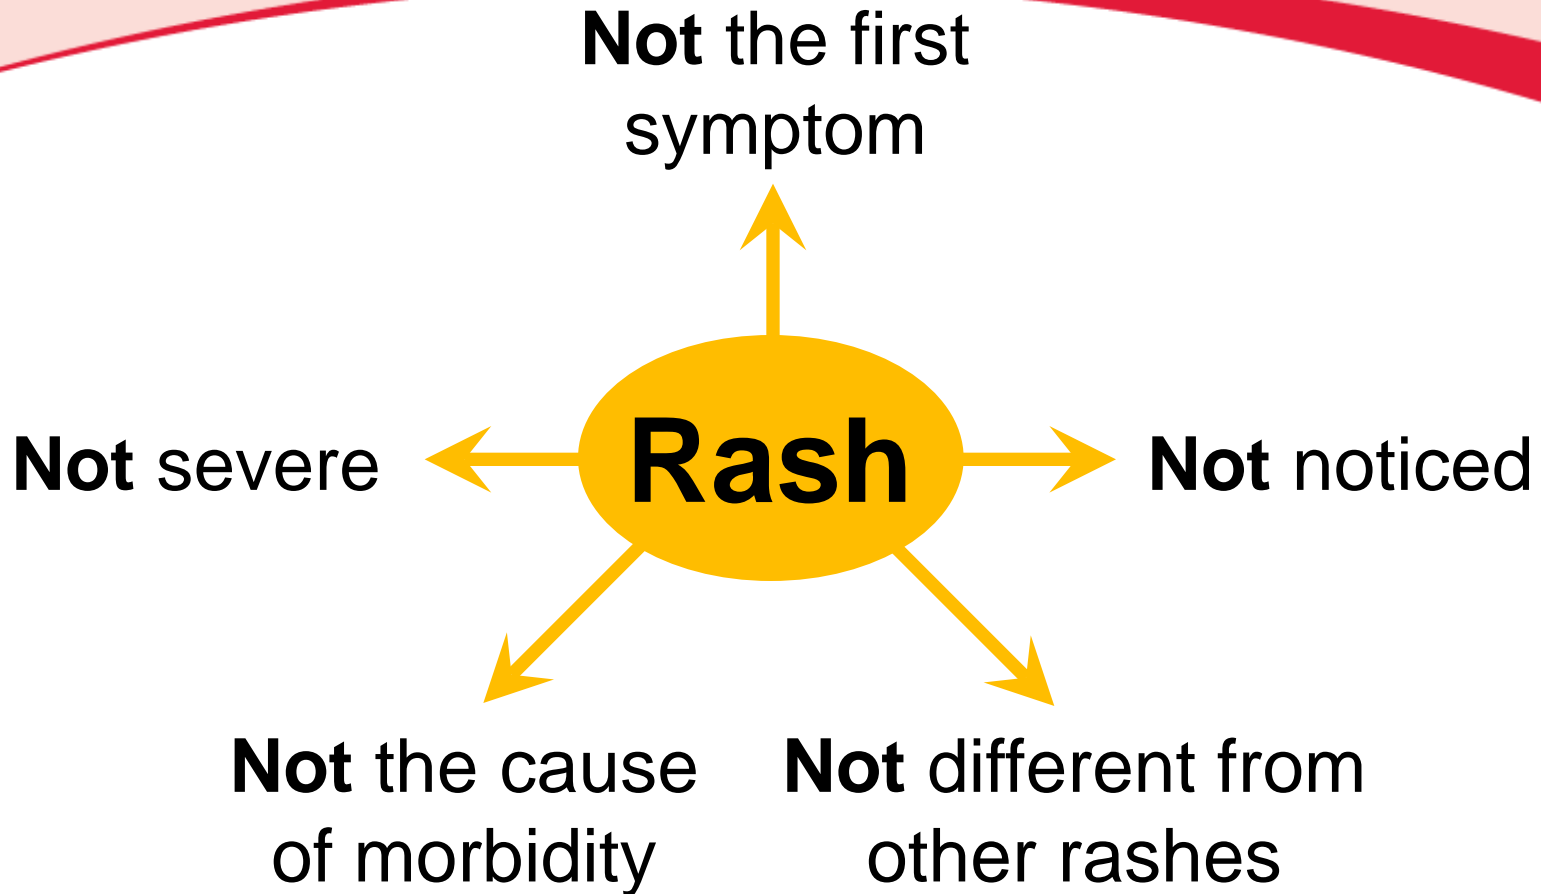 Not the first
symptom
Not severe
Rash
Not noticed
Not the cause
of morbidity
Not different from
other rashes